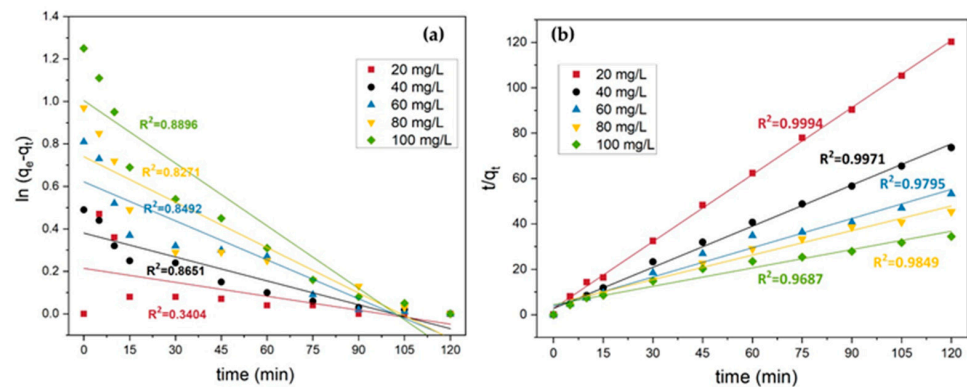 (a)
ln (qe-qt)
1.4
1.2
1.0
0.8
0.6
0.4
0.2
0.0
20 mg/L
40 mg/L
60 mg/L
80 mg/L
100 mg/L
R²=0.8896
R²=0.8271
R²=0.8492
R²=0.8651
R²=0.3404
0 15 30 45 60 75 90 105 120
time (min)
(b)
t/qt
120
100
80
60
40
20
0
20 mg/L
40 mg/L
60 mg/L
80 mg/L
100 mg/L
R²=0.9994
R²=0.9971
R²=0.9795
R²=0.9849
R²=0.9687
0 15 30 45 60 75 90 105 120
time (min)